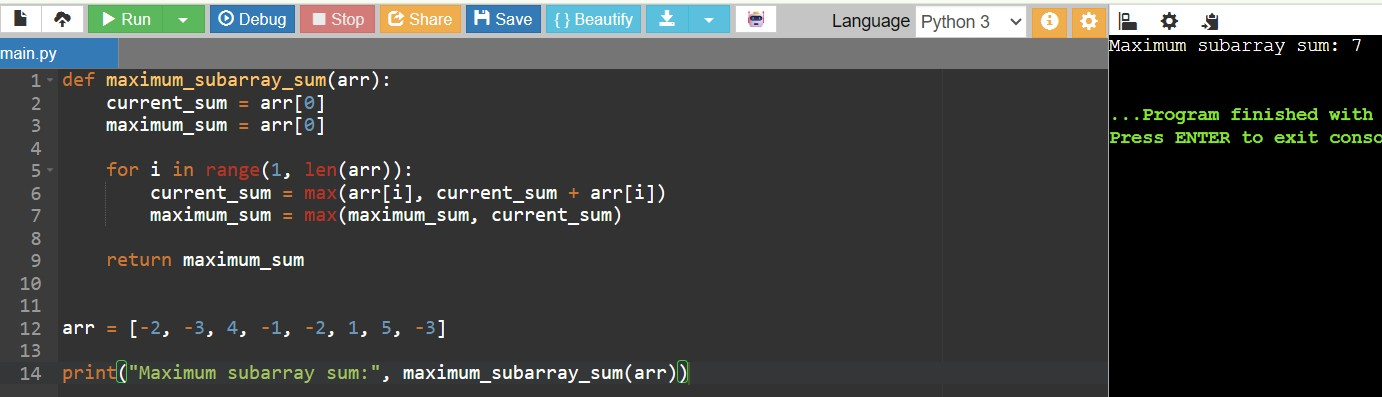 Run Debug Stop Share Save { } Beautify Language Python 3
main.py
1 def maximum_subarray_sum(arr):
2     current_sum = arr[0]
3     maximum_sum = arr[0]
4
5     for i in range(1, len(arr)):
6         current_sum = max(arr[i], current_sum + arr[i])
7         maximum_sum = max(maximum_sum, current_sum)
8
9     return maximum_sum
10
11
12 arr = [-2, -3, 4, -1, -2, 1, 5, -3]
13
14 print("Maximum subarray sum:", maximum_subarray_sum(arr))
Maximum subarray sum: 7
...Program finished with
Press ENTER to exit conso